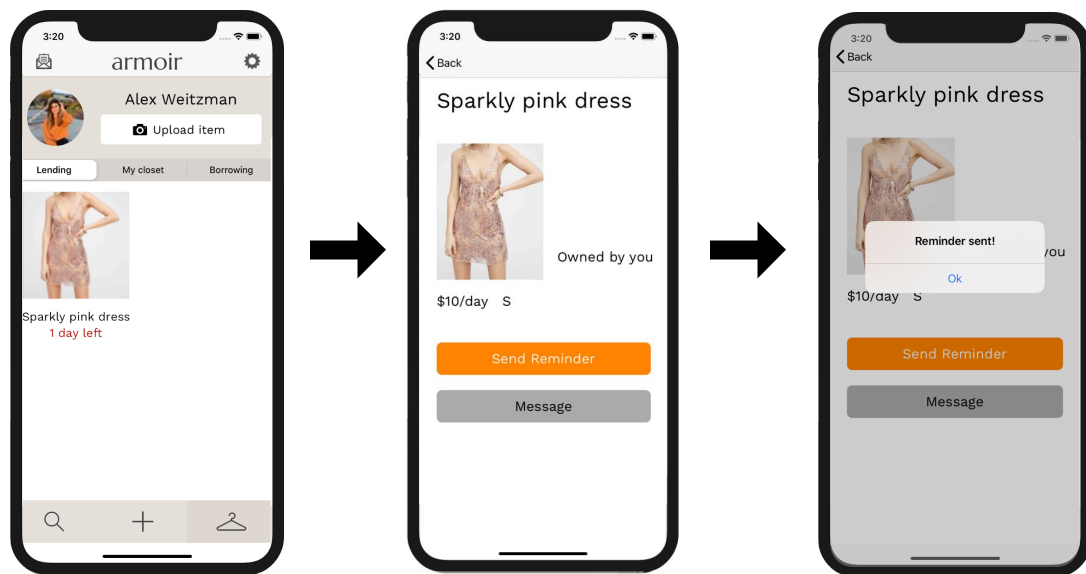 3:20
armoir
Alex Weitzman
Upload item
Lending My closet Borrowing
Sparkly pink dress
1 day left
3:20
Back
Sparkly pink dress
Owned by you
$10/day S
Send Reminder
Message
3:20
Back
Sparkly pink dress
Reminder sent!
you
Ok
$10/day S
Send Reminder
Message